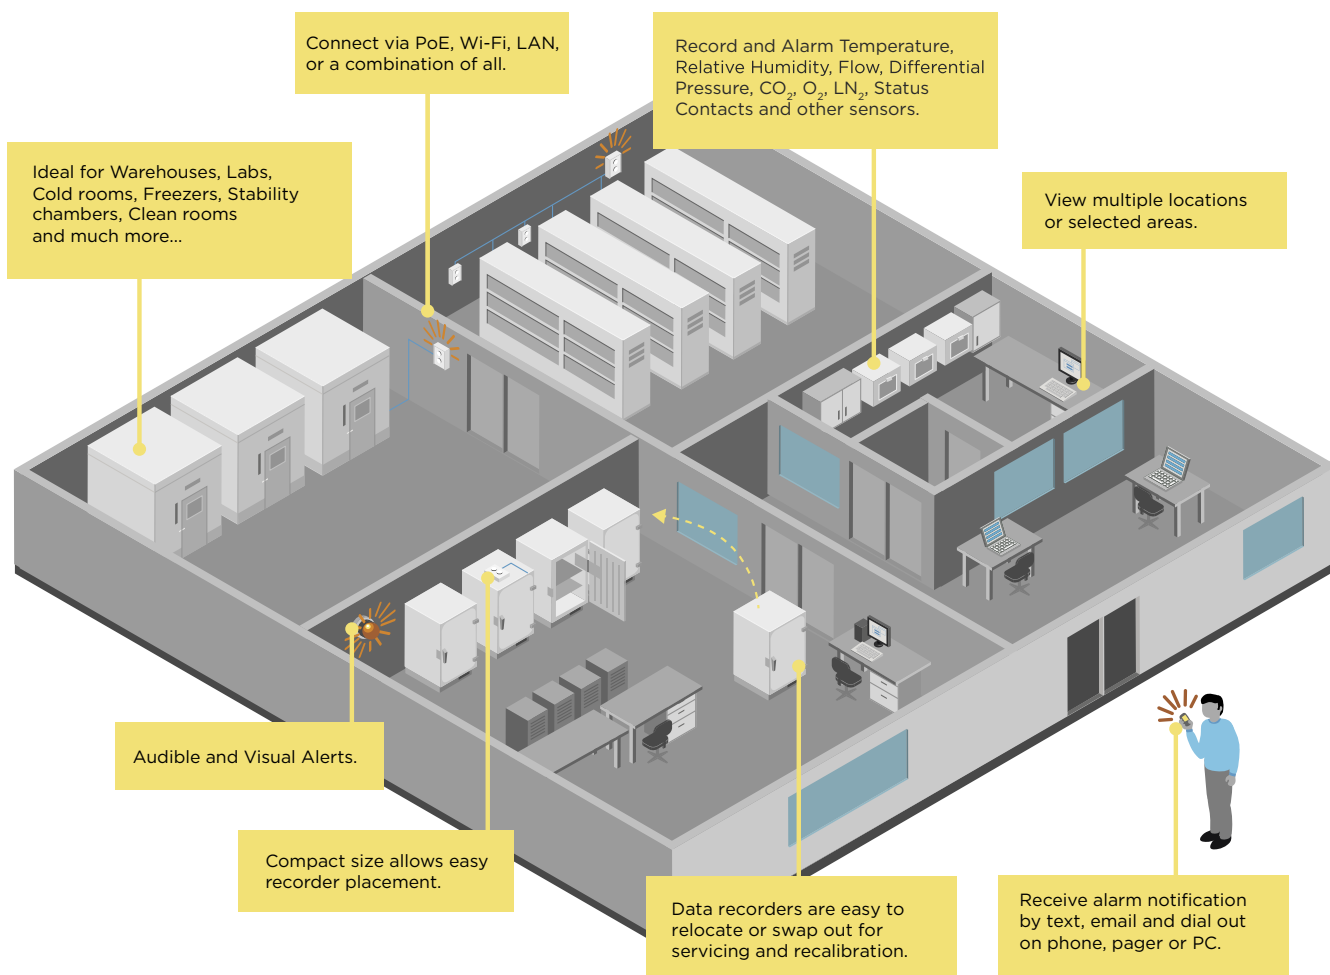 Connect via PoE, Wi-Fi, LAN,
or a combination of all.
Record and Alarm Temperature,
Relative Humidity, Flow, Differential
Pressure, CO₂, O₂, LN₂, Status
Contacts and other sensors.
Ideal for Warehouses, Labs,
Cold rooms, Freezers, Stability
chambers, Clean rooms
and much more...
View multiple locations
or selected areas.
Audible and Visual Alerts.
Compact size allows easy
recorder placement.
Data recorders are easy to
relocate or swap out for
servicing and recalibration.
Receive alarm notification
by text, email and dial out
on phone, pager or PC.